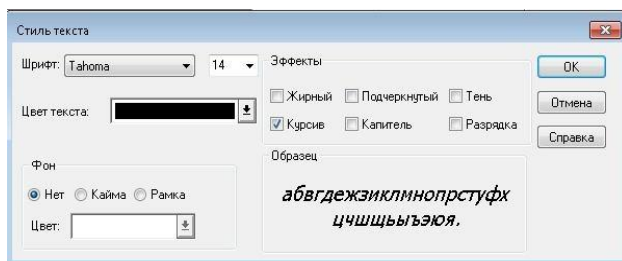 Стиль текста
Шрифт: Tahoma 14
Цвет текста:
Эффекты
Жирный Подчеркнутый Тень
Курсив Капитель Разрядка
OK
Отмена
Справка
Фон
Нет Кайма Рамка
Цвет:
Образец
абвгдежзиклмнопрстуфх
цчшщьыъэюя.